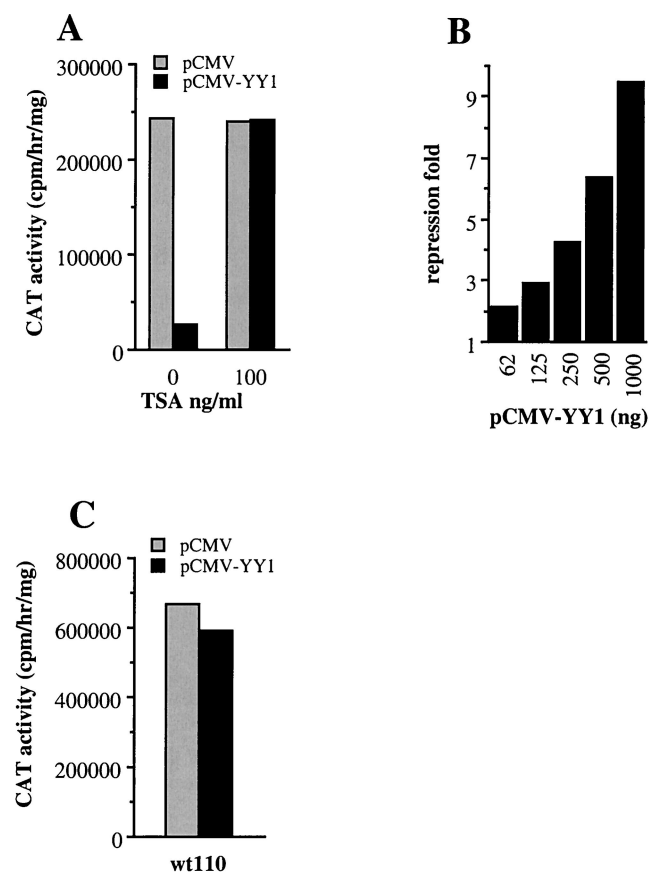 A
pCMV
pCMV-YY1
300000
200000
100000
0
CAT activity (cpm/hr/mg)
0
100
TSA ng/ml
B
9
7
5
3
1
repression fold
62
125
250
500
1000
pCMV-YY1 (ng)
C
pCMV
pCMV-YY1
800000
600000
400000
200000
0
CAT activity (cpm/hr/mg)
wt110